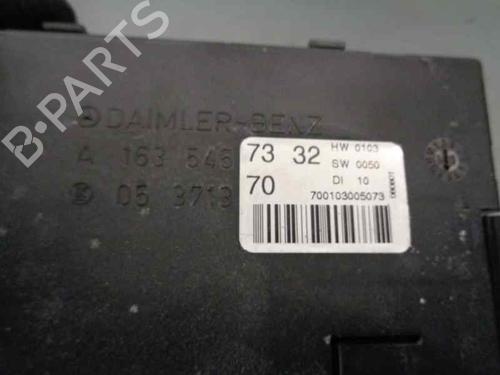 DAIMLER-BENZ
A 163 545 73 32
05 3713 70
HW 0103
SW 0050
DI 10
700103005073
B-PARTS